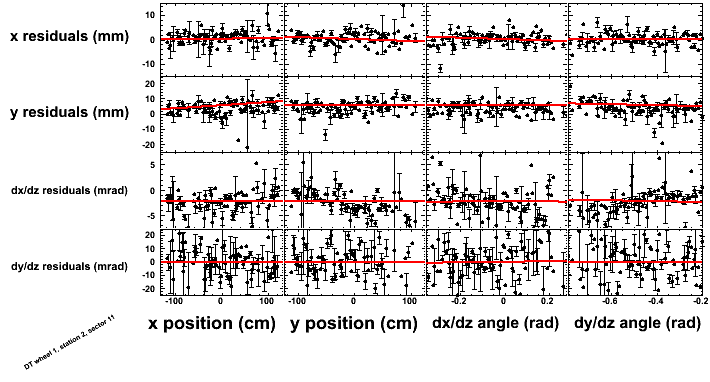 x residuals (mm)
10
0
-10
y residuals (mm)
20
10
0
-10
-20
dx/dz residuals (mrad)
5
0
-5
dy/dz residuals (mrad)
20
10
0
-10
-20
-100 0 100 -100 0 100 -0.2 0 0.2 -0.8 -0.6 -0.4 -0.2
x position (cm) y position (cm) dx/dz angle (rad) dy/dz angle (rad)
DT wheel 1, station 2, sector 11